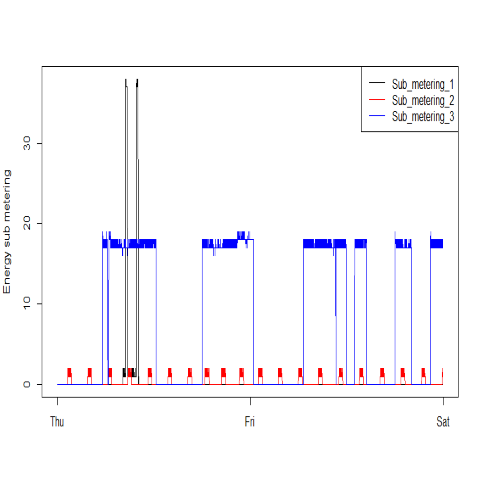 Sub_metering_1
Sub_metering_2
Sub_metering_3
Energy sub metering
30
20
10
0
Thu Fri Sat